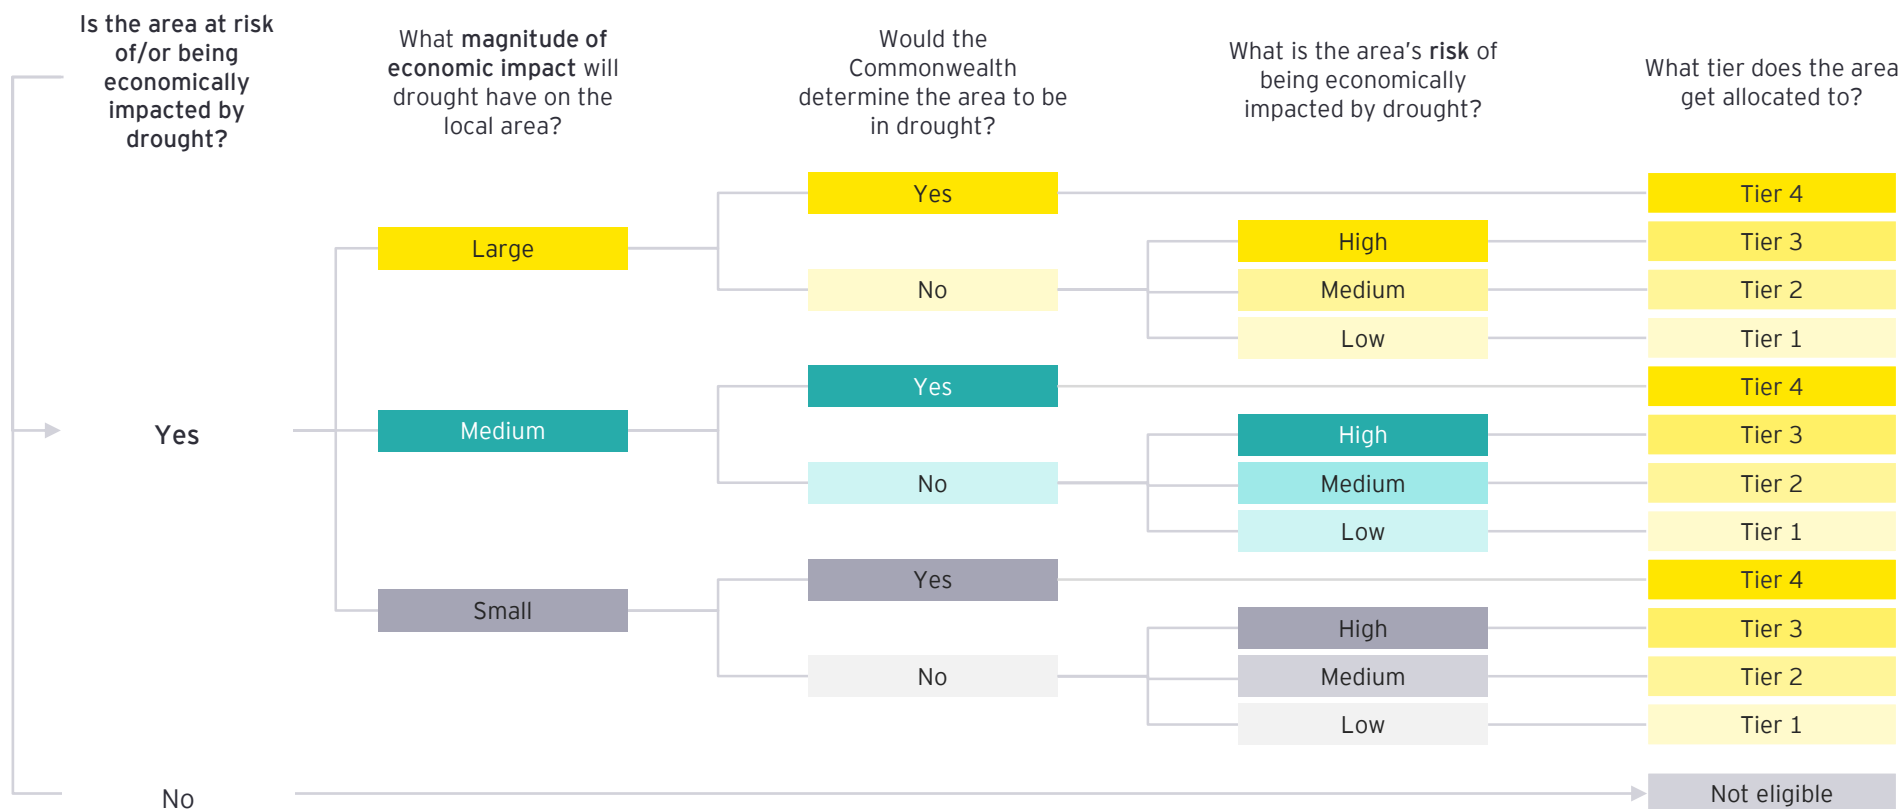 Is the area at risk
of/or being
economically
impacted by
drought?
What magnitude of
economic impact will
drought have on the
local area?
Would the
Commonwealth
determine the area to be
in drought?
What is the area's risk of
being economically
impacted by drought?
What tier does the area
get allocated to?
Yes
Large
Yes
Tier 4
No
High
Tier 3
Medium
Tier 2
Low
Tier 1
Medium
Yes
Tier 4
No
High
Tier 3
Medium
Tier 2
Low
Tier 1
Small
Yes
Tier 4
No
High
Tier 3
Medium
Tier 2
Low
Tier 1
No
Not eligible